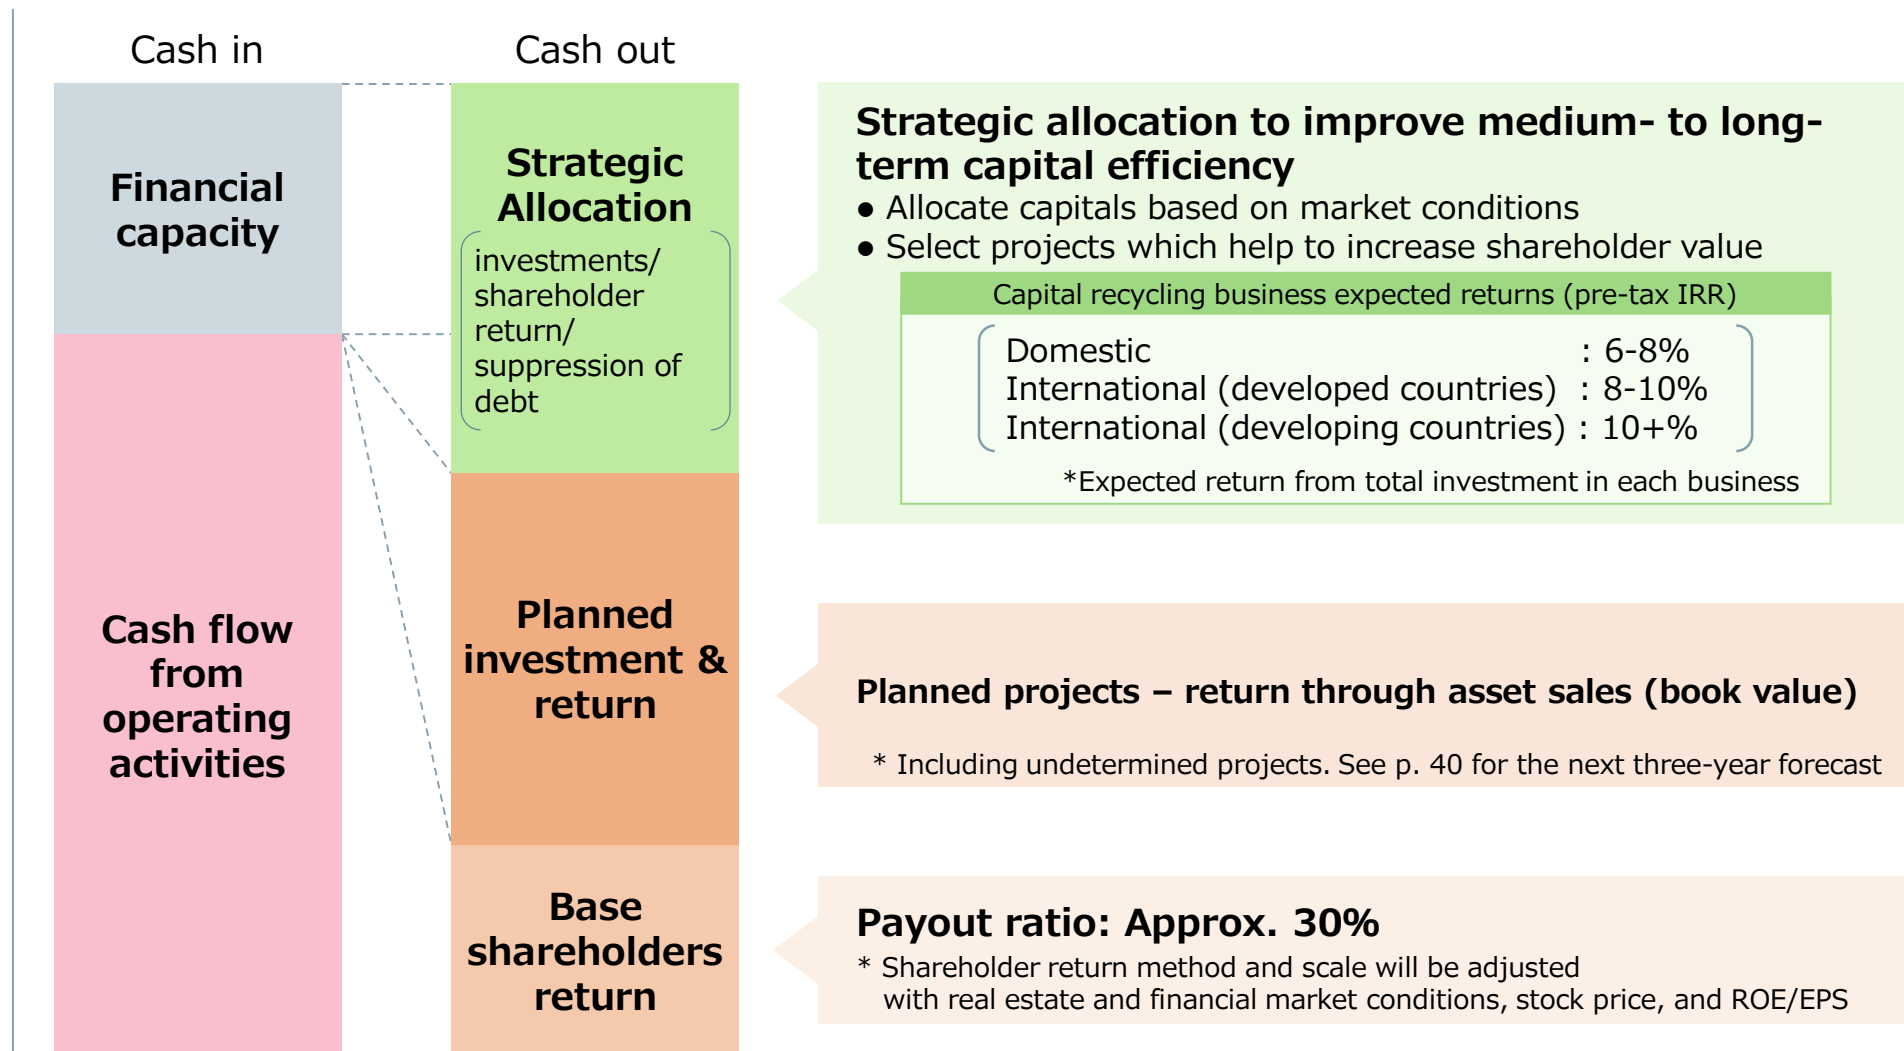 Cash in
Cash out
Financial
capacity
Cash flow
from
operating
activities
Strategic
Allocation
investments/
shareholder
return/
suppression of
debt
Planned
investment &
return
Base
shareholders
return
Strategic allocation to improve medium- to long-
term capital efficiency
● Allocate capitals based on market conditions
● Select projects which help to increase shareholder value
Capital recycling business expected returns (pre-tax IRR)
Domestic : 6-8%
International (developed countries) : 8-10%
International (developing countries) : 10+%
*Expected return from total investment in each business
Planned projects – return through asset sales (book value)
* Including undetermined projects. See p. 40 for the next three-year forecast
Payout ratio: Approx. 30%
* Shareholder return method and scale will be adjusted
with real estate and financial market conditions, stock price, and ROE/EPS